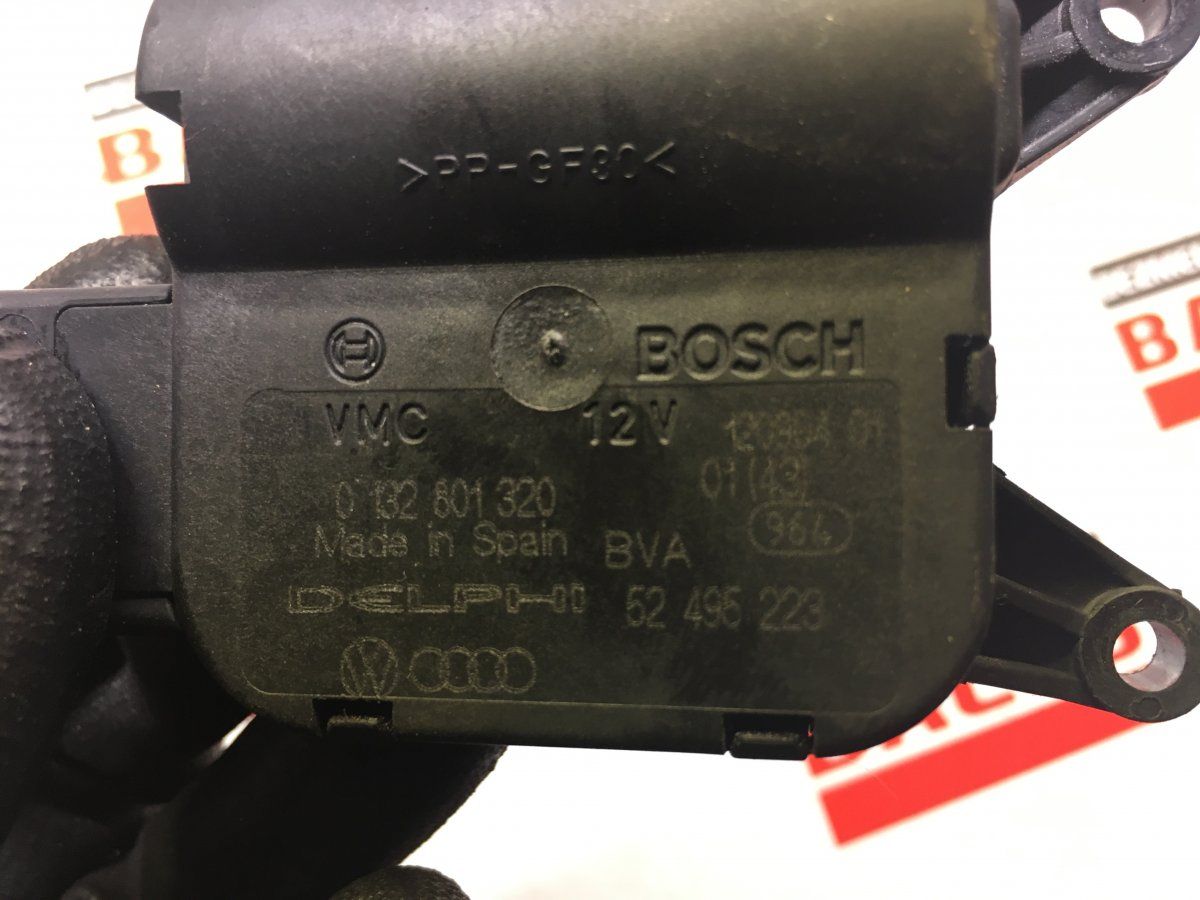 >PP-GF30<
BOSCH
VMC 12V
0 132 801 320
01(43)
964
Made in Spain BVA
DELPHI 52 495 223